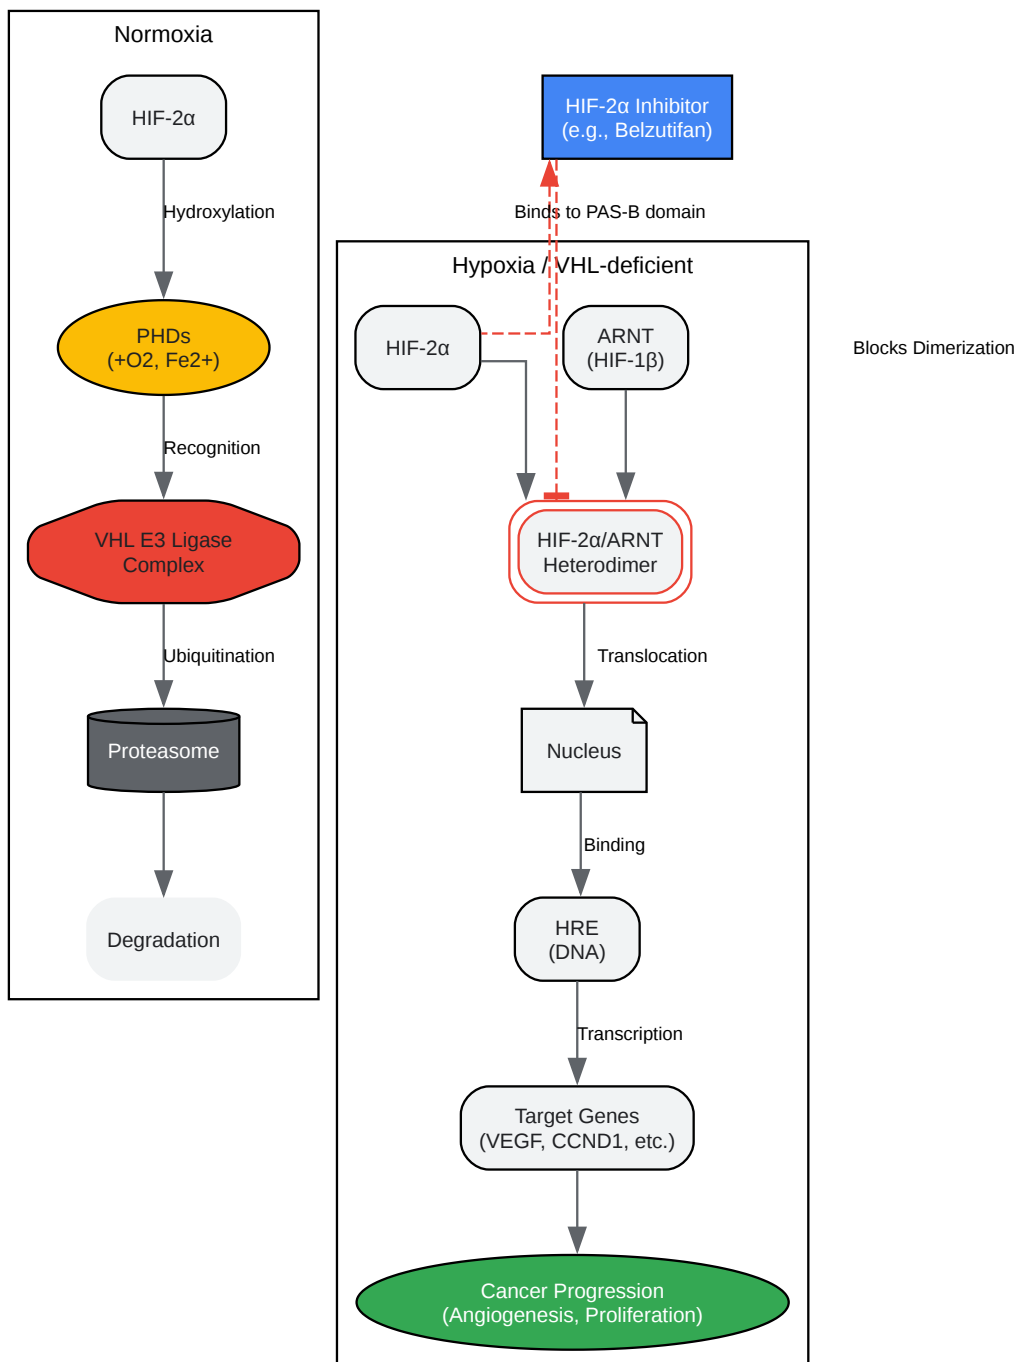 Normoxia
HIF-2α
Hydroxylation
PHDs
(+O2, Fe2+)
Recognition
VHL E3 Ligase
Complex
Ubiquitination
Proteasome
Degradation
HIF-2α Inhibitor
(e.g., Belzutifan)
Binds to PAS-B domain
Hypoxia / VHL-deficient
HIF-2α
ARNT
(HIF-1β)
Blocks Dimerization
HIF-2α/ARNT
Heterodimer
Translocation
Nucleus
Binding
HRE
(DNA)
Transcription
Target Genes
(VEGF, CCND1, etc.)
Cancer Progression
(Angiogenesis, Proliferation)